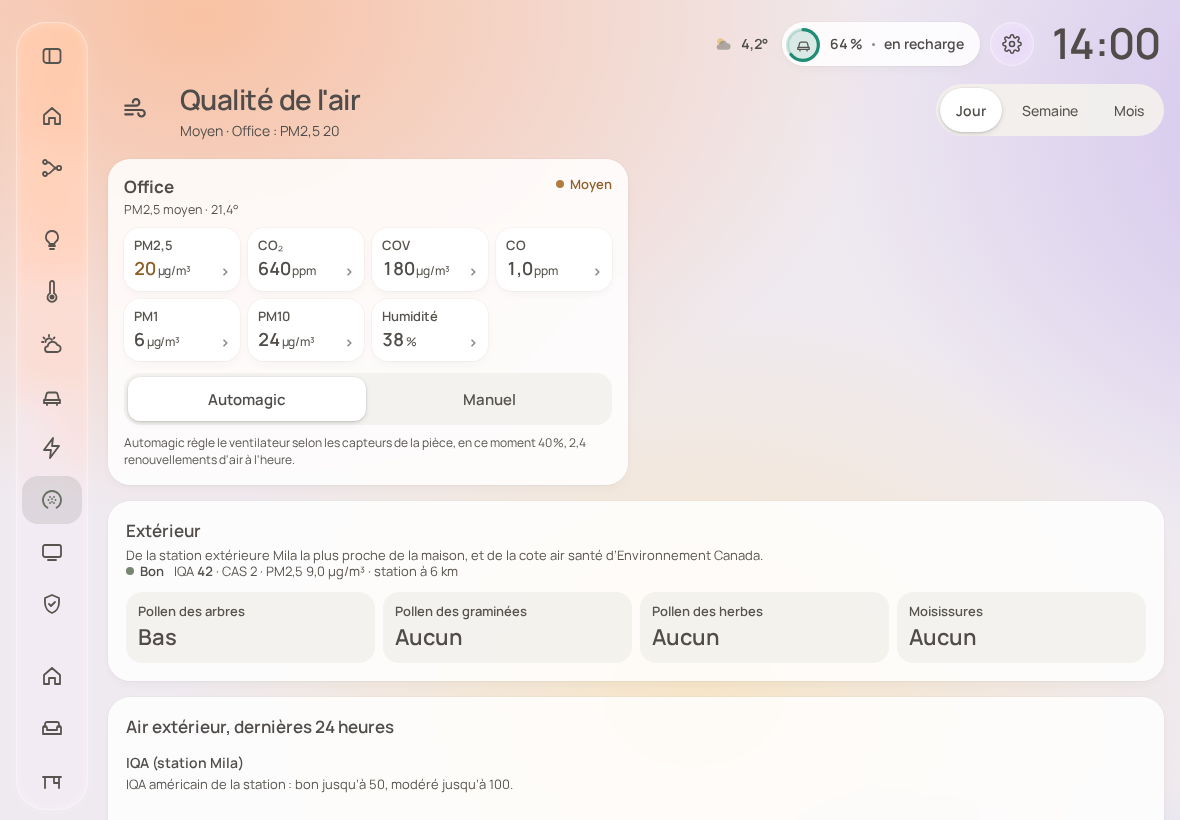 4,2°
64 % • en recharge
14:00
Qualité de l'air
Moyen · Office : PM2,5 20
Jour
Semaine
Mois
Office
Moyen
PM2,5 moyen · 21,4°
PM2,5
20 µg/m³
CO₂
640 ppm
COV
180 µg/m³
CO
1,0 ppm
PM1
6 µg/m³
PM10
24 µg/m³
Humidité
38 %
Automagic
Manuel
Automagic règle le ventilateur selon les capteurs de la pièce, en ce moment 40 %, 2,4
renouvellements d'air à l'heure.
Extérieur
De la station extérieure Mila la plus proche de la maison, et de la cote air santé d'Environnement Canada.
Bon IQA 42 · CAS 2 · PM2,5 9,0 µg/m³ · station à 6 km
Pollen des arbres
Bas
Pollen des graminées
Aucun
Pollen des herbes
Aucun
Moisissures
Aucun
Air extérieur, dernières 24 heures
IQA (station Mila)
IQA américain de la station : bon jusqu'à 50, modéré jusqu'à 100.